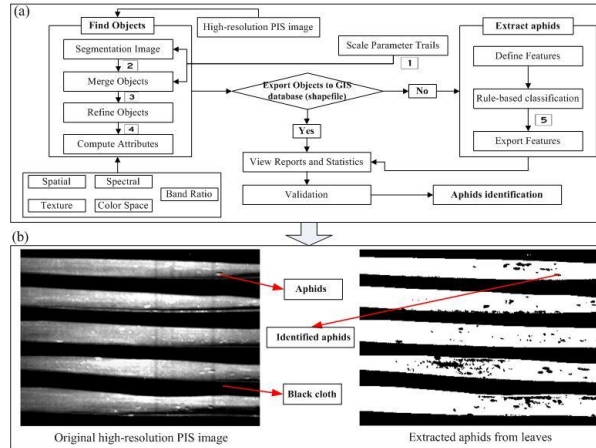 (a)
Find Objects
High-resolution PIS image
Extract aphids
Segmentation Image
Scale Parameter Trails
Define Features
2
1
Merge Objects
Export Objects to GIS
database (shapefile)
No
Rule-based classification
3
Refine Objects
5
4
Yes
Compute Attributes
Export Features
View Reports and Statistics
Spatial
Spectral
Band Ratio
Validation
Aphids identification
Texture
Color Space
(b)
Aphids
Identified aphids
Black cloth
Original high-resolution PIS image
Extracted aphids from leaves